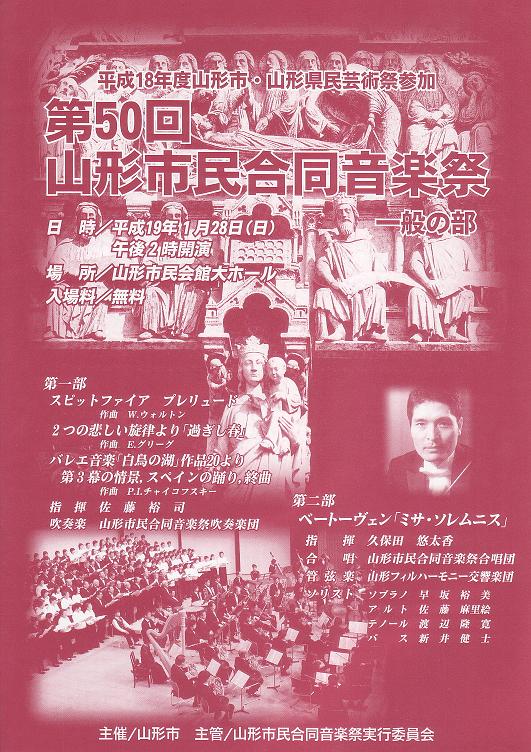 平成18年度山形市・山形県民芸術祭参加
第50回
山形市民合同音楽祭
一般の部
日　時／平成19年1月28日(日)
午後2時開演
場　所／山形市民会館大ホール
入場料／無料
第一部
スピットファイア　プレリュード
作曲　W.ウォルトン
2つの悲しい旋律より「過ぎし春」
作曲　E.グリーグ
バレエ音楽「白鳥の湖」作品20より
第3幕の情景,スペインの踊り,終曲
作曲　P.I.チャイコフスキー
指　揮　佐　藤　裕　司
吹奏楽　山形市民合同音楽祭吹奏楽団
第二部
ベートーヴェン「ミサ・ソレムニス」
指　　揮　久保田　悠太香
合　　唱　山形市民合同音楽祭合唱団
管 弦 楽　山形フィルハーモニー交響楽団
ソリスト　ソプラノ　早　坂　裕　美
アルト　佐　藤　麻里絵
テノール　渡　辺　隆　寛
バ　ス　新　井　健　士
主催/山形市　主管/山形市民合同音楽祭実行委員会